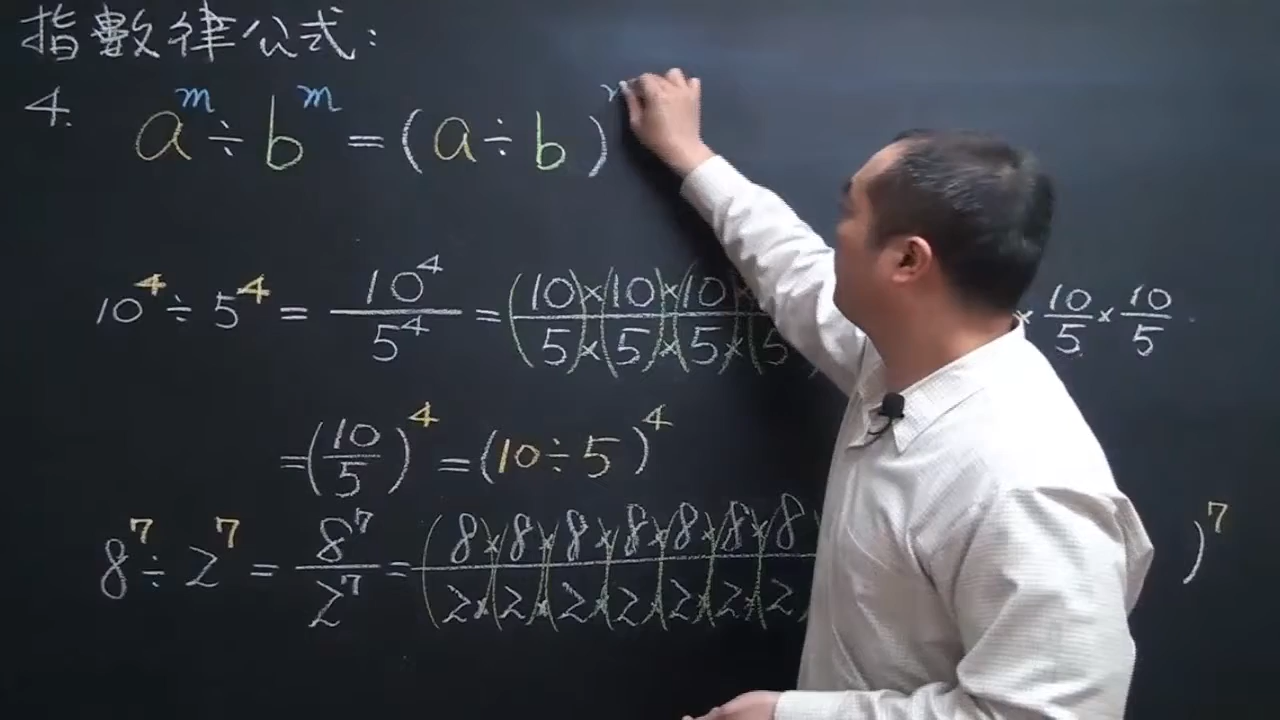 指數律公式:
4. a^m ÷ b^m = (a ÷ b)
10^4 ÷ 5^4 = 10^4/5^4 = (10×10×10 / 5×5×5×5 × 10/5 × 10/5
= (10/5)^4 = (10÷5)^4
8^7 ÷ 2^7 = 8^7/2^7 = (8×8×8×8×8×8×8 / 2×2×2×2×2×2×2 )^7